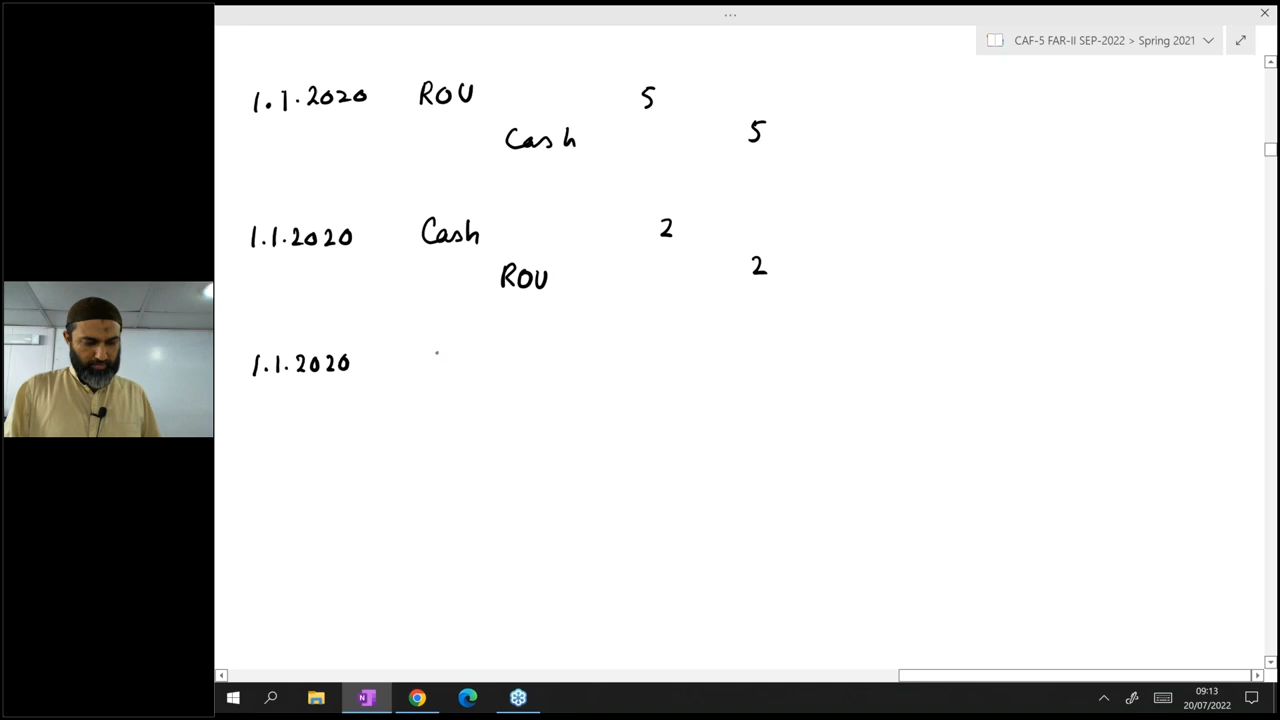 CAF-5 FAR-II SEP-2022 > Spring 2021
1.1.2020 ROU 5
Cash 5
1.1.2020 Cash 2
ROU 2
1.1.2020
09:13
20/07/2022